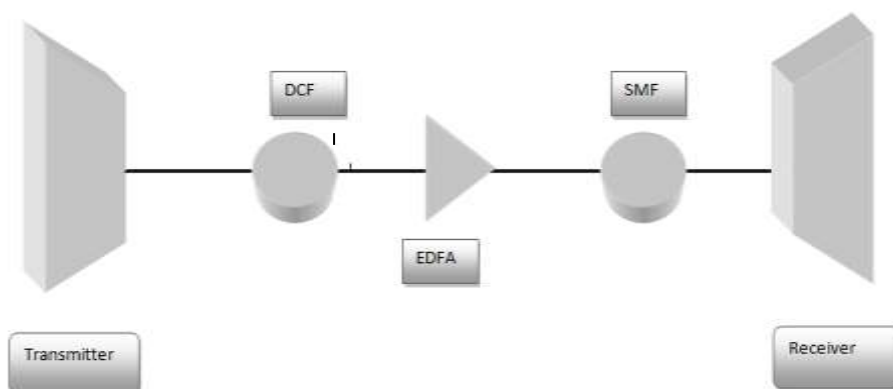 DCF
SMF
EDFA
Transmitter
Receiver